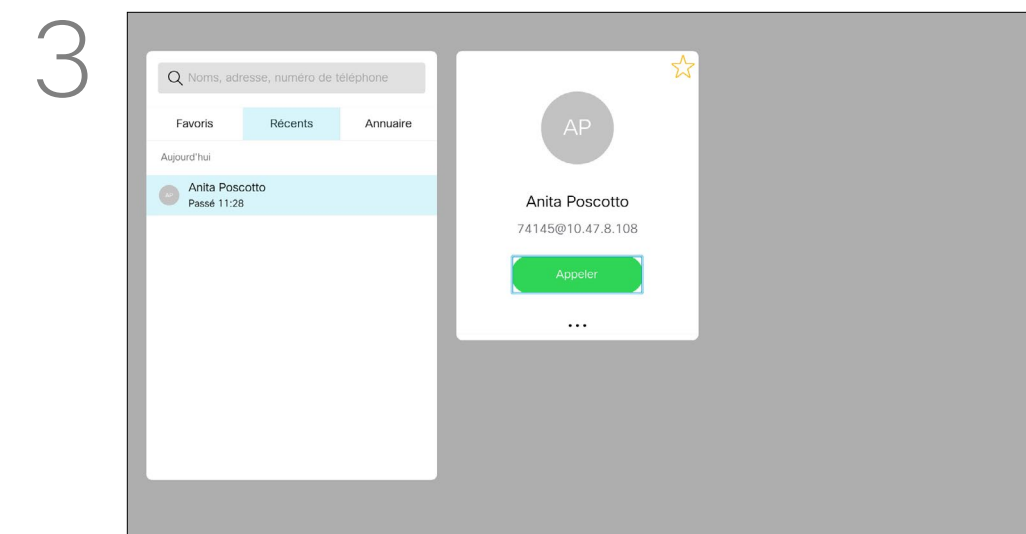 3
Noms, adresse, numéro de téléphone
Favoris Récents Annuaire
Aujourd'hui
AP Anita Poscotto
Passé 11:28
AP
Anita Poscotto
74145@10.47.8.108
Appeler
...